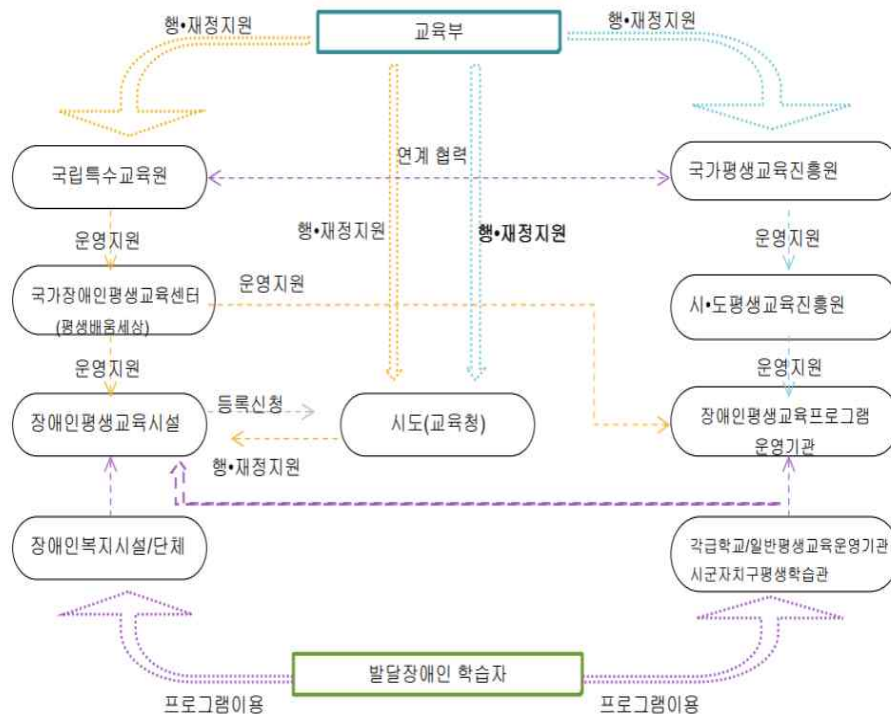 행•재정지원
교육부
행•재정지원
국립특수교육원
연계 협력
국가평생교육진흥원
운영지원
행•재정지원
행•재정지원
운영지원
국가장애인평생교육센터
(평생배움세상)
운영지원
시•도평생교육진흥원
운영지원
운영지원
장애인평생교육시설
등록신청
시도(교육청)
장애인평생교육프로그램
운영기관
행•재정지원
장애인복지시설/단체
각급학교/일반평생교육운영기관
시군자치구평생학습관
발달장애인 학습자
프로그램이용
프로그램이용